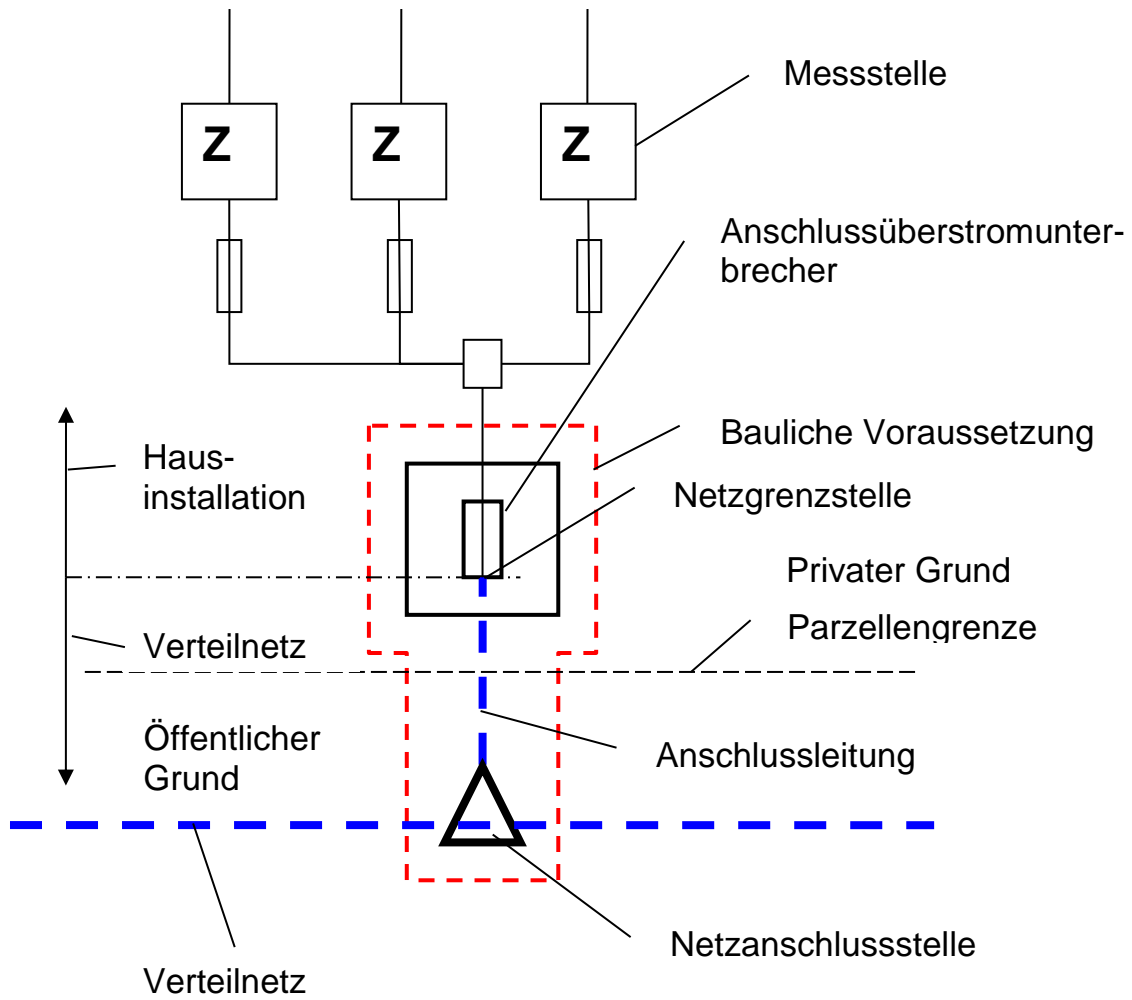 Messstelle
Z Z Z
Anschlussüberstromunter-
brecher
Bauliche Voraussetzung
Haus-
installation
Netzgrenzstelle
Privater Grund
Parzellengrenze
Verteilnetz
Öffentlicher
Grund
Anschlussleitung
Netzanschlussstelle
Verteilnetz